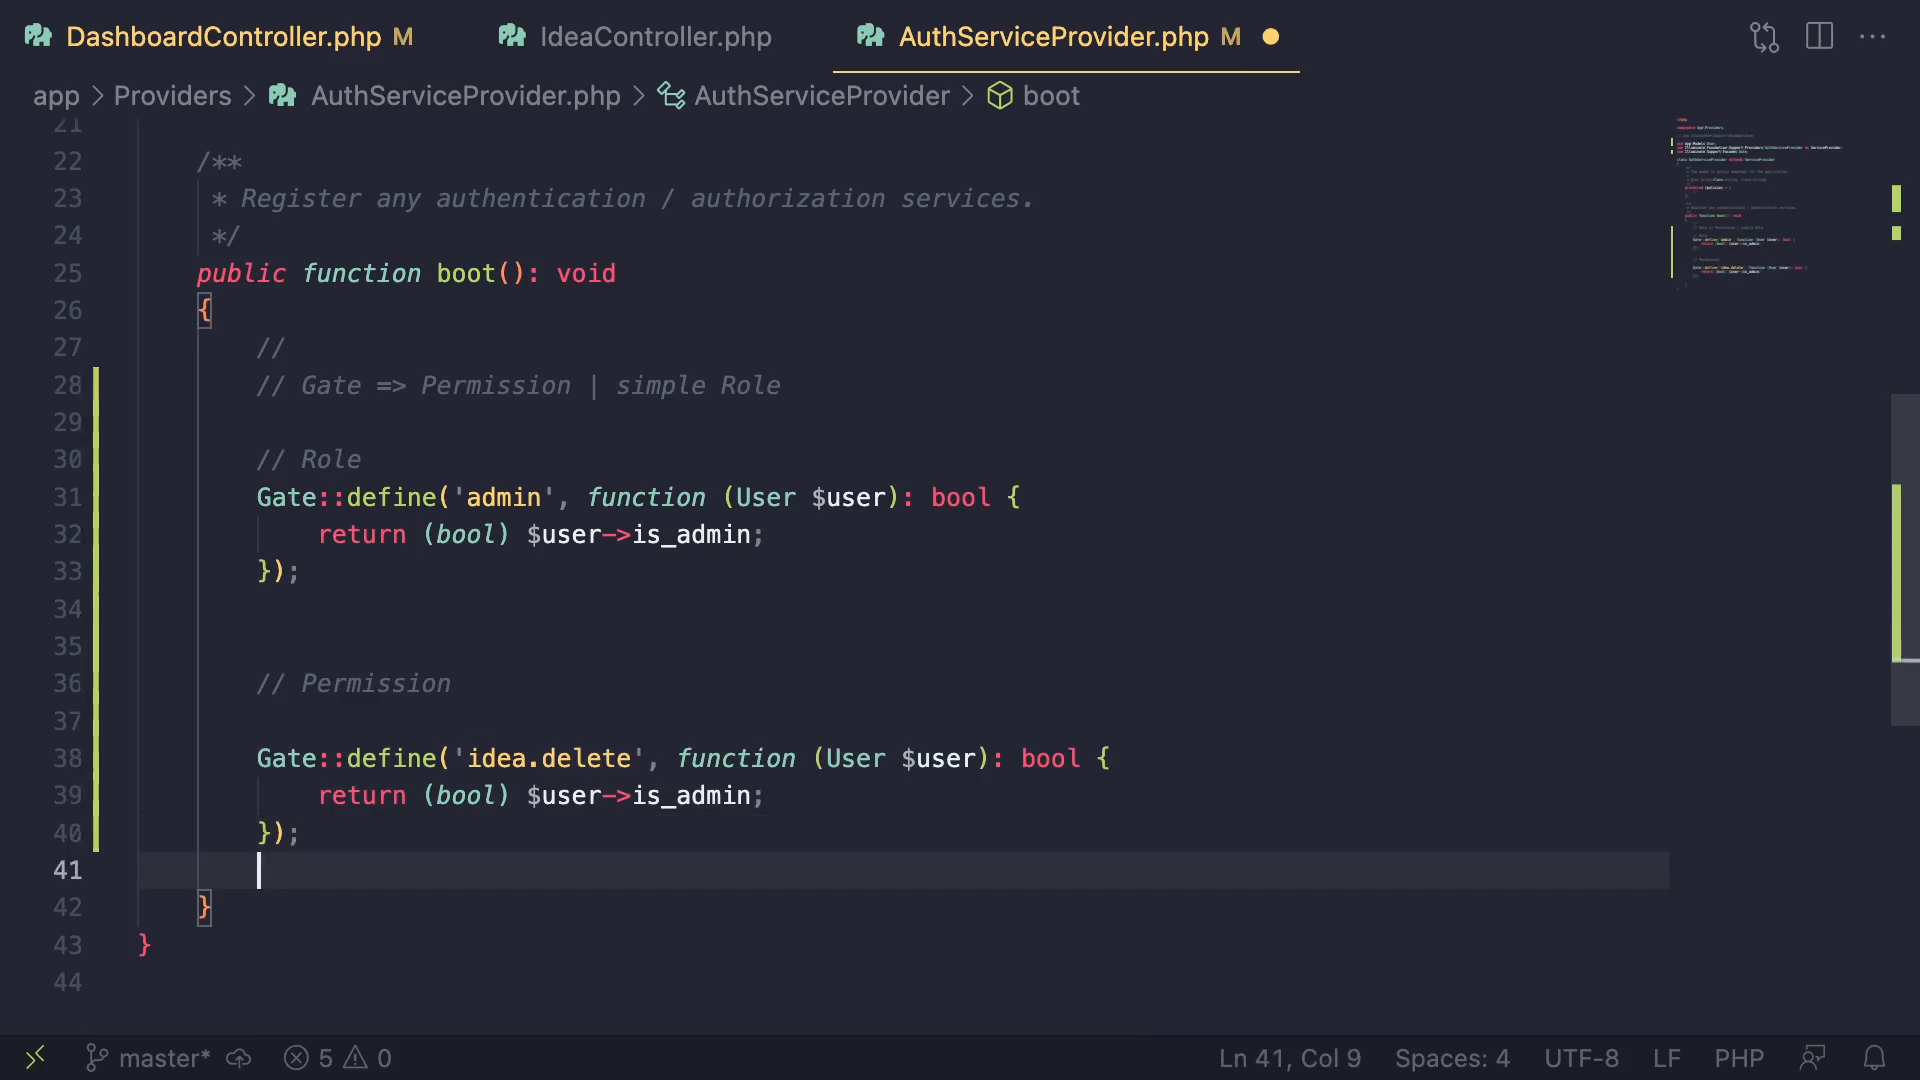 DashboardController.php M
IdeaController.php
AuthServiceProvider.php M
app > Providers > AuthServiceProvider.php > AuthServiceProvider > boot
21
22 /**
23 * Register any authentication / authorization services.
24 */
25 public function boot(): void
26 {
27 //
28 // Gate => Permission | simple Role
29
30 // Role
31 Gate::define('admin', function (User $user): bool {
32 return (bool) $user->is_admin;
33 });
34
35
36 // Permission
37
38 Gate::define('idea.delete', function (User $user): bool {
39 return (bool) $user->is_admin;
40 });
41
42 }
43 }
44
master* 5 0 Ln 41, Col 9 Spaces: 4 UTF-8 LF PHP